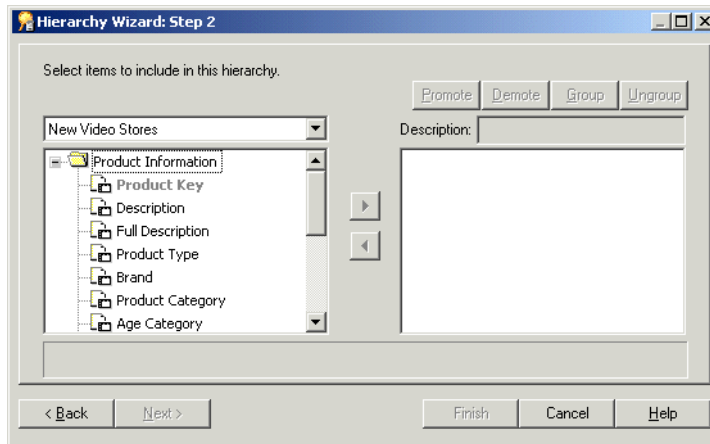 Hierarchy Wizard: Step 2
Select items to include in this hierarchy.
Promote Demote Group Ungroup
New Video Stores
Description:
Product Information
Product Key
Description
Full Description
Product Type
Brand
Product Category
Age Category
< Back Next > Finish Cancel Help